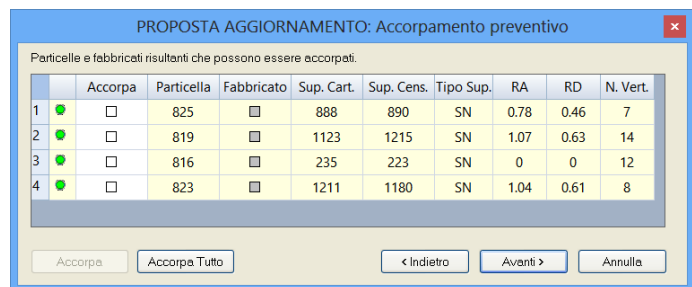 PROPOSTA AGGIORNAMENTO: Accorpamento preventivo
Particelle e fabbricati risultanti che possono essere accorpati.
Accorpa Particella Fabbricato Sup. Cart. Sup. Cens. Tipo Sup. RA RD N. Vert.
1 825 888 890 SN 0.78 0.46 7
2 819 1123 1215 SN 1.07 0.63 14
3 816 235 223 SN 0 0 12
4 823 1211 1180 SN 1.04 0.61 8
Accorpa Accorpa Tutto < Indietro Avanti > Annulla